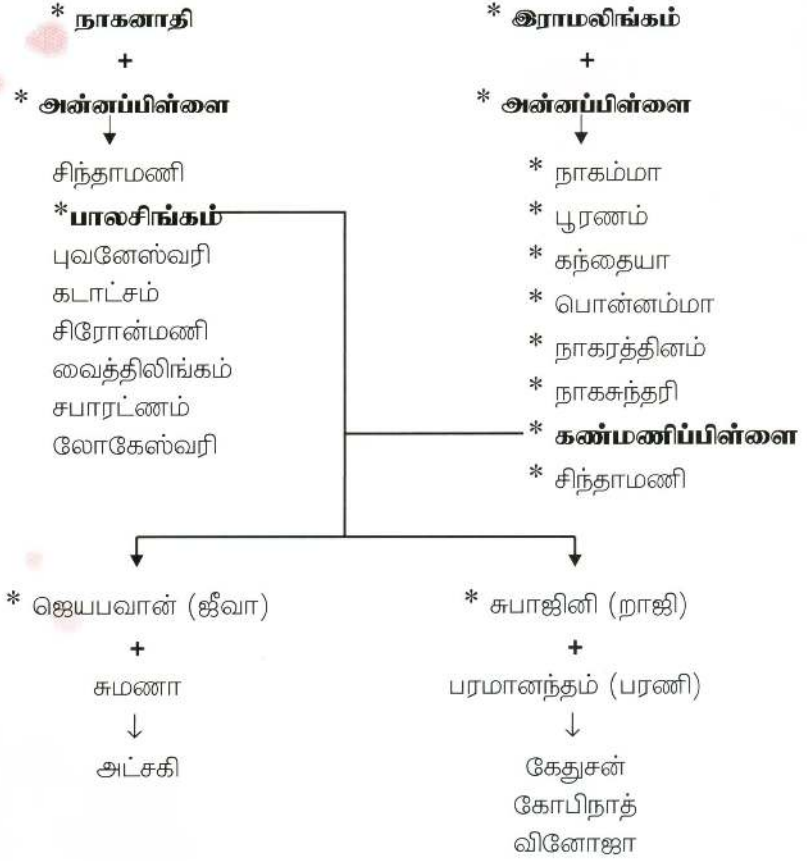 * நாகனாதி
+
* அன்னப்பிள்ளை
சிந்தாமணி
*பாலசிங்கம்
புவனேஸ்வரி
கடாட்சம்
சிரோன்மணி
வைத்திலிங்கம்
சபாரட்ணம்
லோகேஸ்வரி
* இராமலிங்கம்
+
* அன்னப்பிள்ளை
* நாகம்மா
* பூரணம்
* கந்தையா
* பொன்னம்மா
* நாகரத்தினம்
* நாகசுந்தரி
* கண்மணிப்பிள்ளை
* சிந்தாமணி
* ஜெயபவான் (ஜீவா)
+
சுமணா
அட்சகி
* சுபாஜினி (றாஜி)
+
பரமானந்தம் (பரணி)
கேதுசன்
கோபிநாத்
வினோஜா